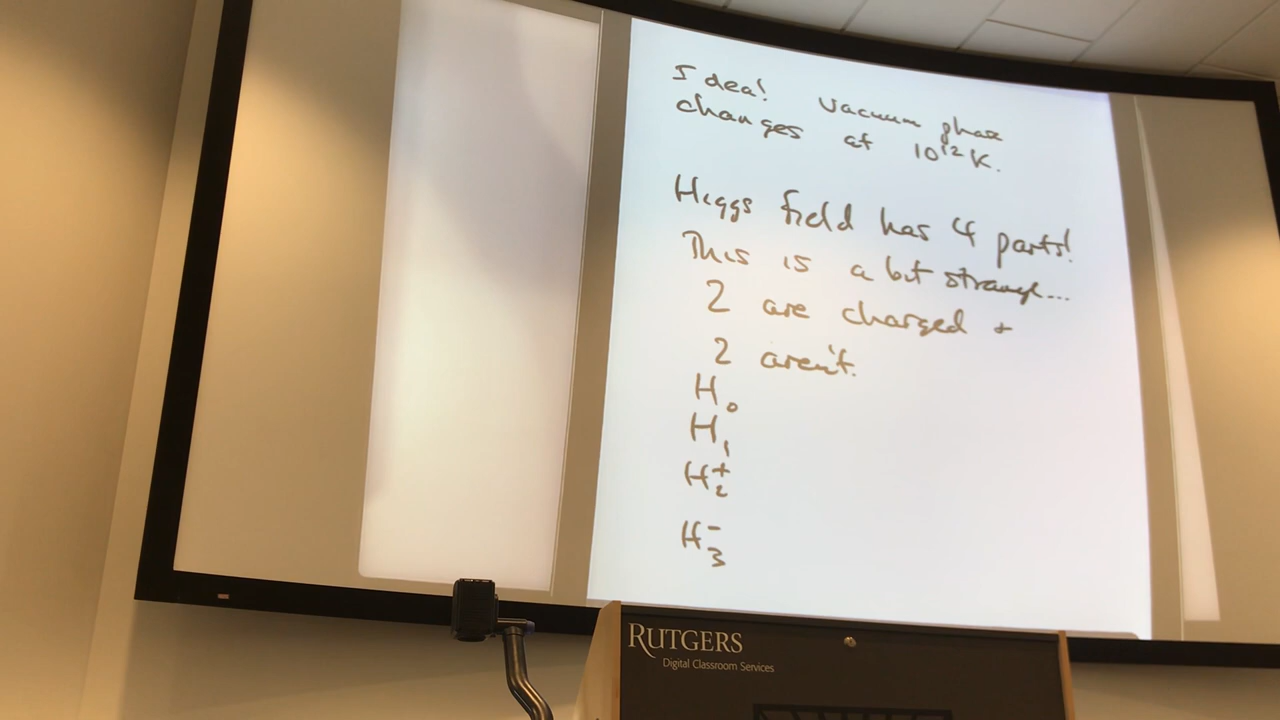 Idea! Vacuum phase
changes at 10¹²K.
Higgs field has 4 parts!
This is a bit strange...
2 are charged +
2 aren't.
H₀
H₁
H₂⁺
H₃⁻
RUTGERS
Digital Classroom Services